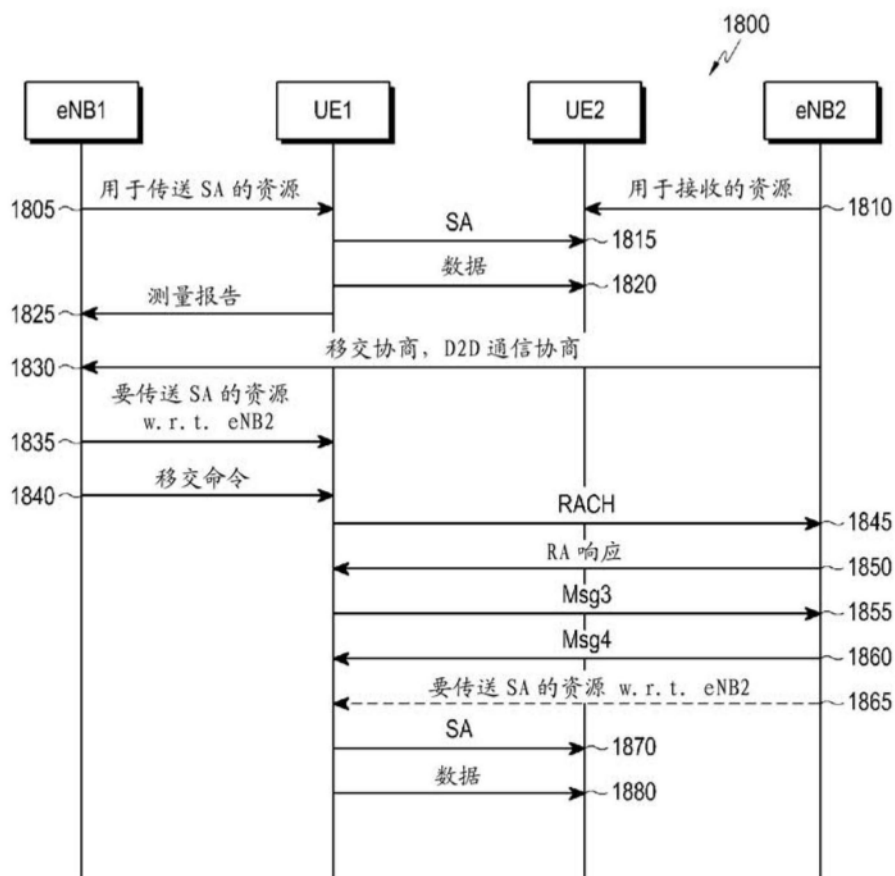 1800
eNB1 UE1 UE2 eNB2
用于传送 SA 的资源 用于接收的资源
1805 1810
SA
1815
数据
1820
测量报告
1825
移交协商, D2D 通信协商
1830
要传送 SA 的资源
w.r.t. eNB2
1835
移交命令
1840
RACH
1845
RA 响应
1850
Msg3
1855
Msg4
1860
要传送 SA 的资源 w.r.t. eNB2
1865
SA
1870
数据
1880